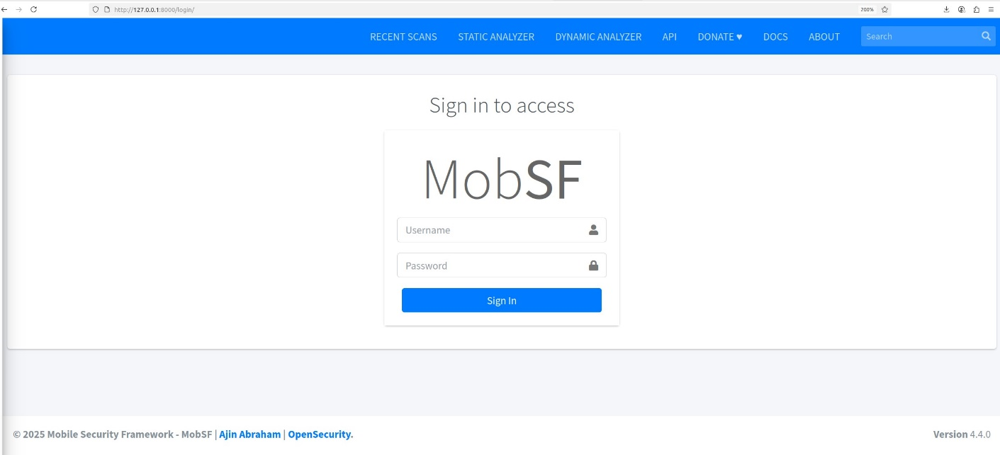 http://127.0.0.1:8000/login/ 200%
RECENT SCANS STATIC ANALYZER DYNAMIC ANALYZER API DONATE ♥ DOCS ABOUT Search
Sign in to access
MobSF
Username
Password
Sign In
© 2025 Mobile Security Framework - MobSF | Ajin Abraham | OpenSecurity. Version 4.4.0